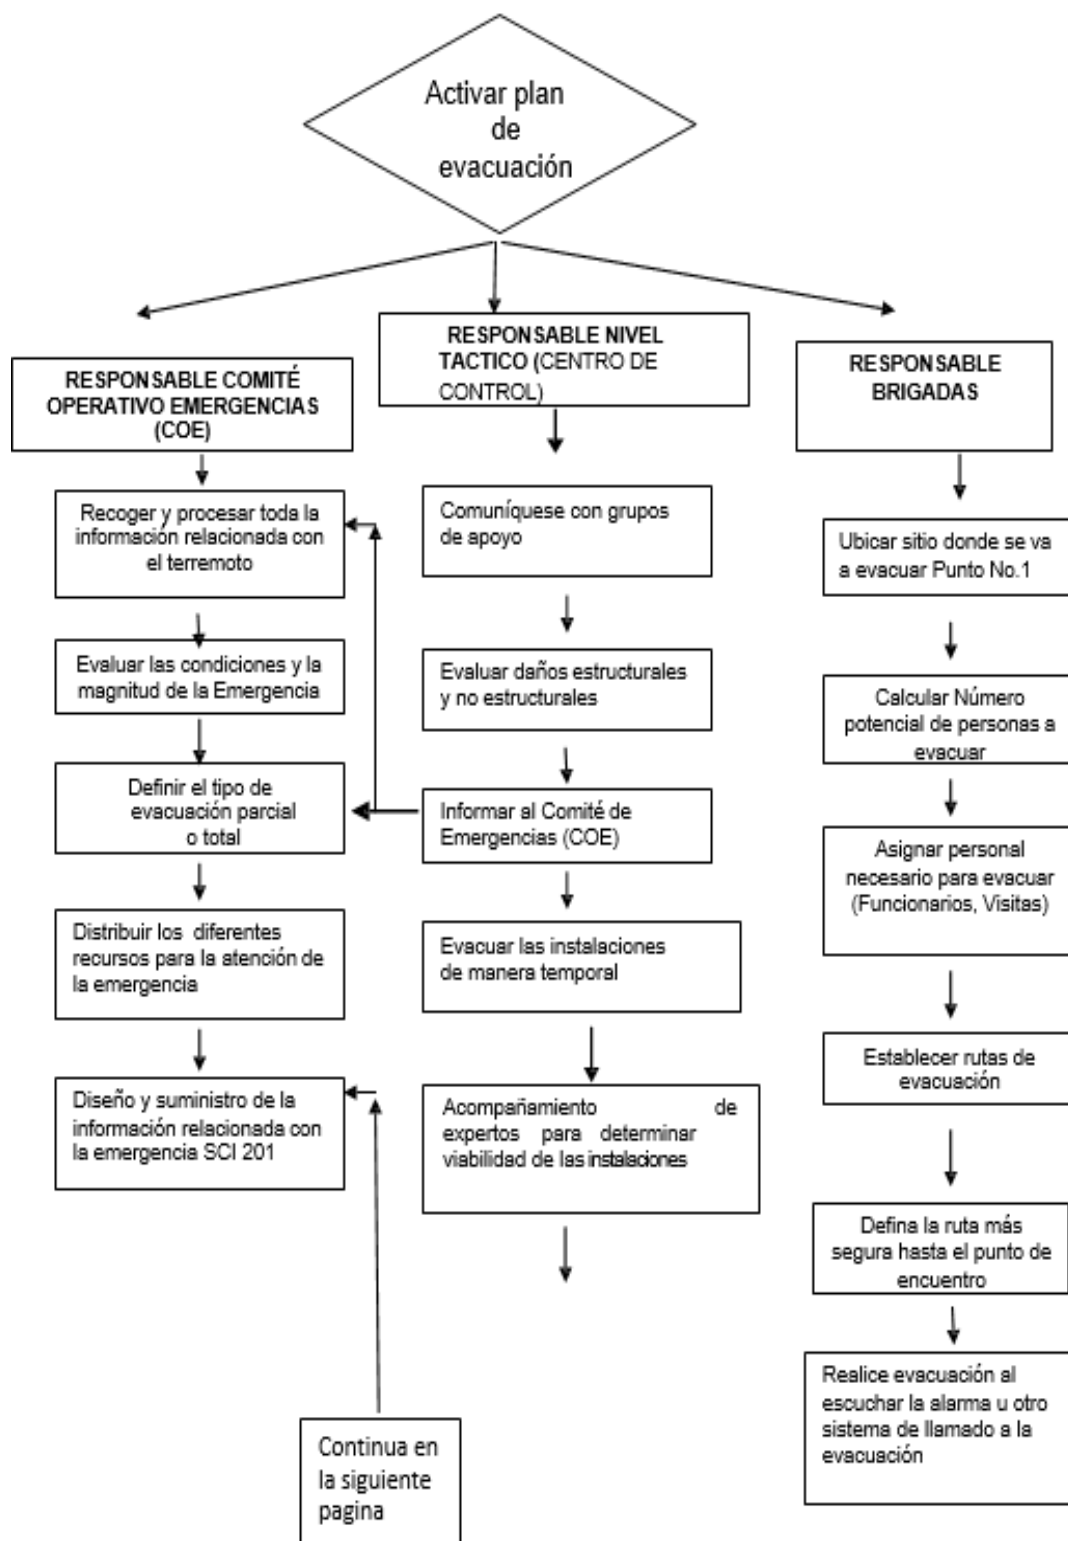 Activar plan
de
evacuación
RESPONSABLE COMITÉ
OPERATIVO EMERGENCIAS
(COE)
Recoger y procesar toda la
información relacionada con
el terremoto
Evaluar las condiciones y la
magnitud de la Emergencia
Definir el tipo de
evacuación parcial
o total
Distribuir los diferentes
recursos para la atención de
la emergencia
Diseño y suministro de la
información relacionada con
la emergencia SCI 201
RESPONSABLE NIVEL
TACTICO (CENTRO DE
CONTROL)
Comuníquese con grupos
de apoyo
Evaluar daños estructurales
y no estructurales
Informar al Comité de
Emergencias (COE)
Evacuar las instalaciones
de manera temporal
Acompañamiento de
expertos para determinar
viabilidad de las instalaciones
Continua en
la siguiente
pagina
RESPONSABLE
BRIGADAS
Ubicar sitio donde se va
a evacuar Punto No.1
Calcular Número
potencial de personas a
evacuar
Asignar personal
necesario para evacuar
(Funcionarios, Visitas)
Establecer rutas de
evacuación
Defina la ruta más
segura hasta el punto de
encuentro
Realice evacuación al
escuchar la alarma u otro
sistema de llamado a la
evacuación